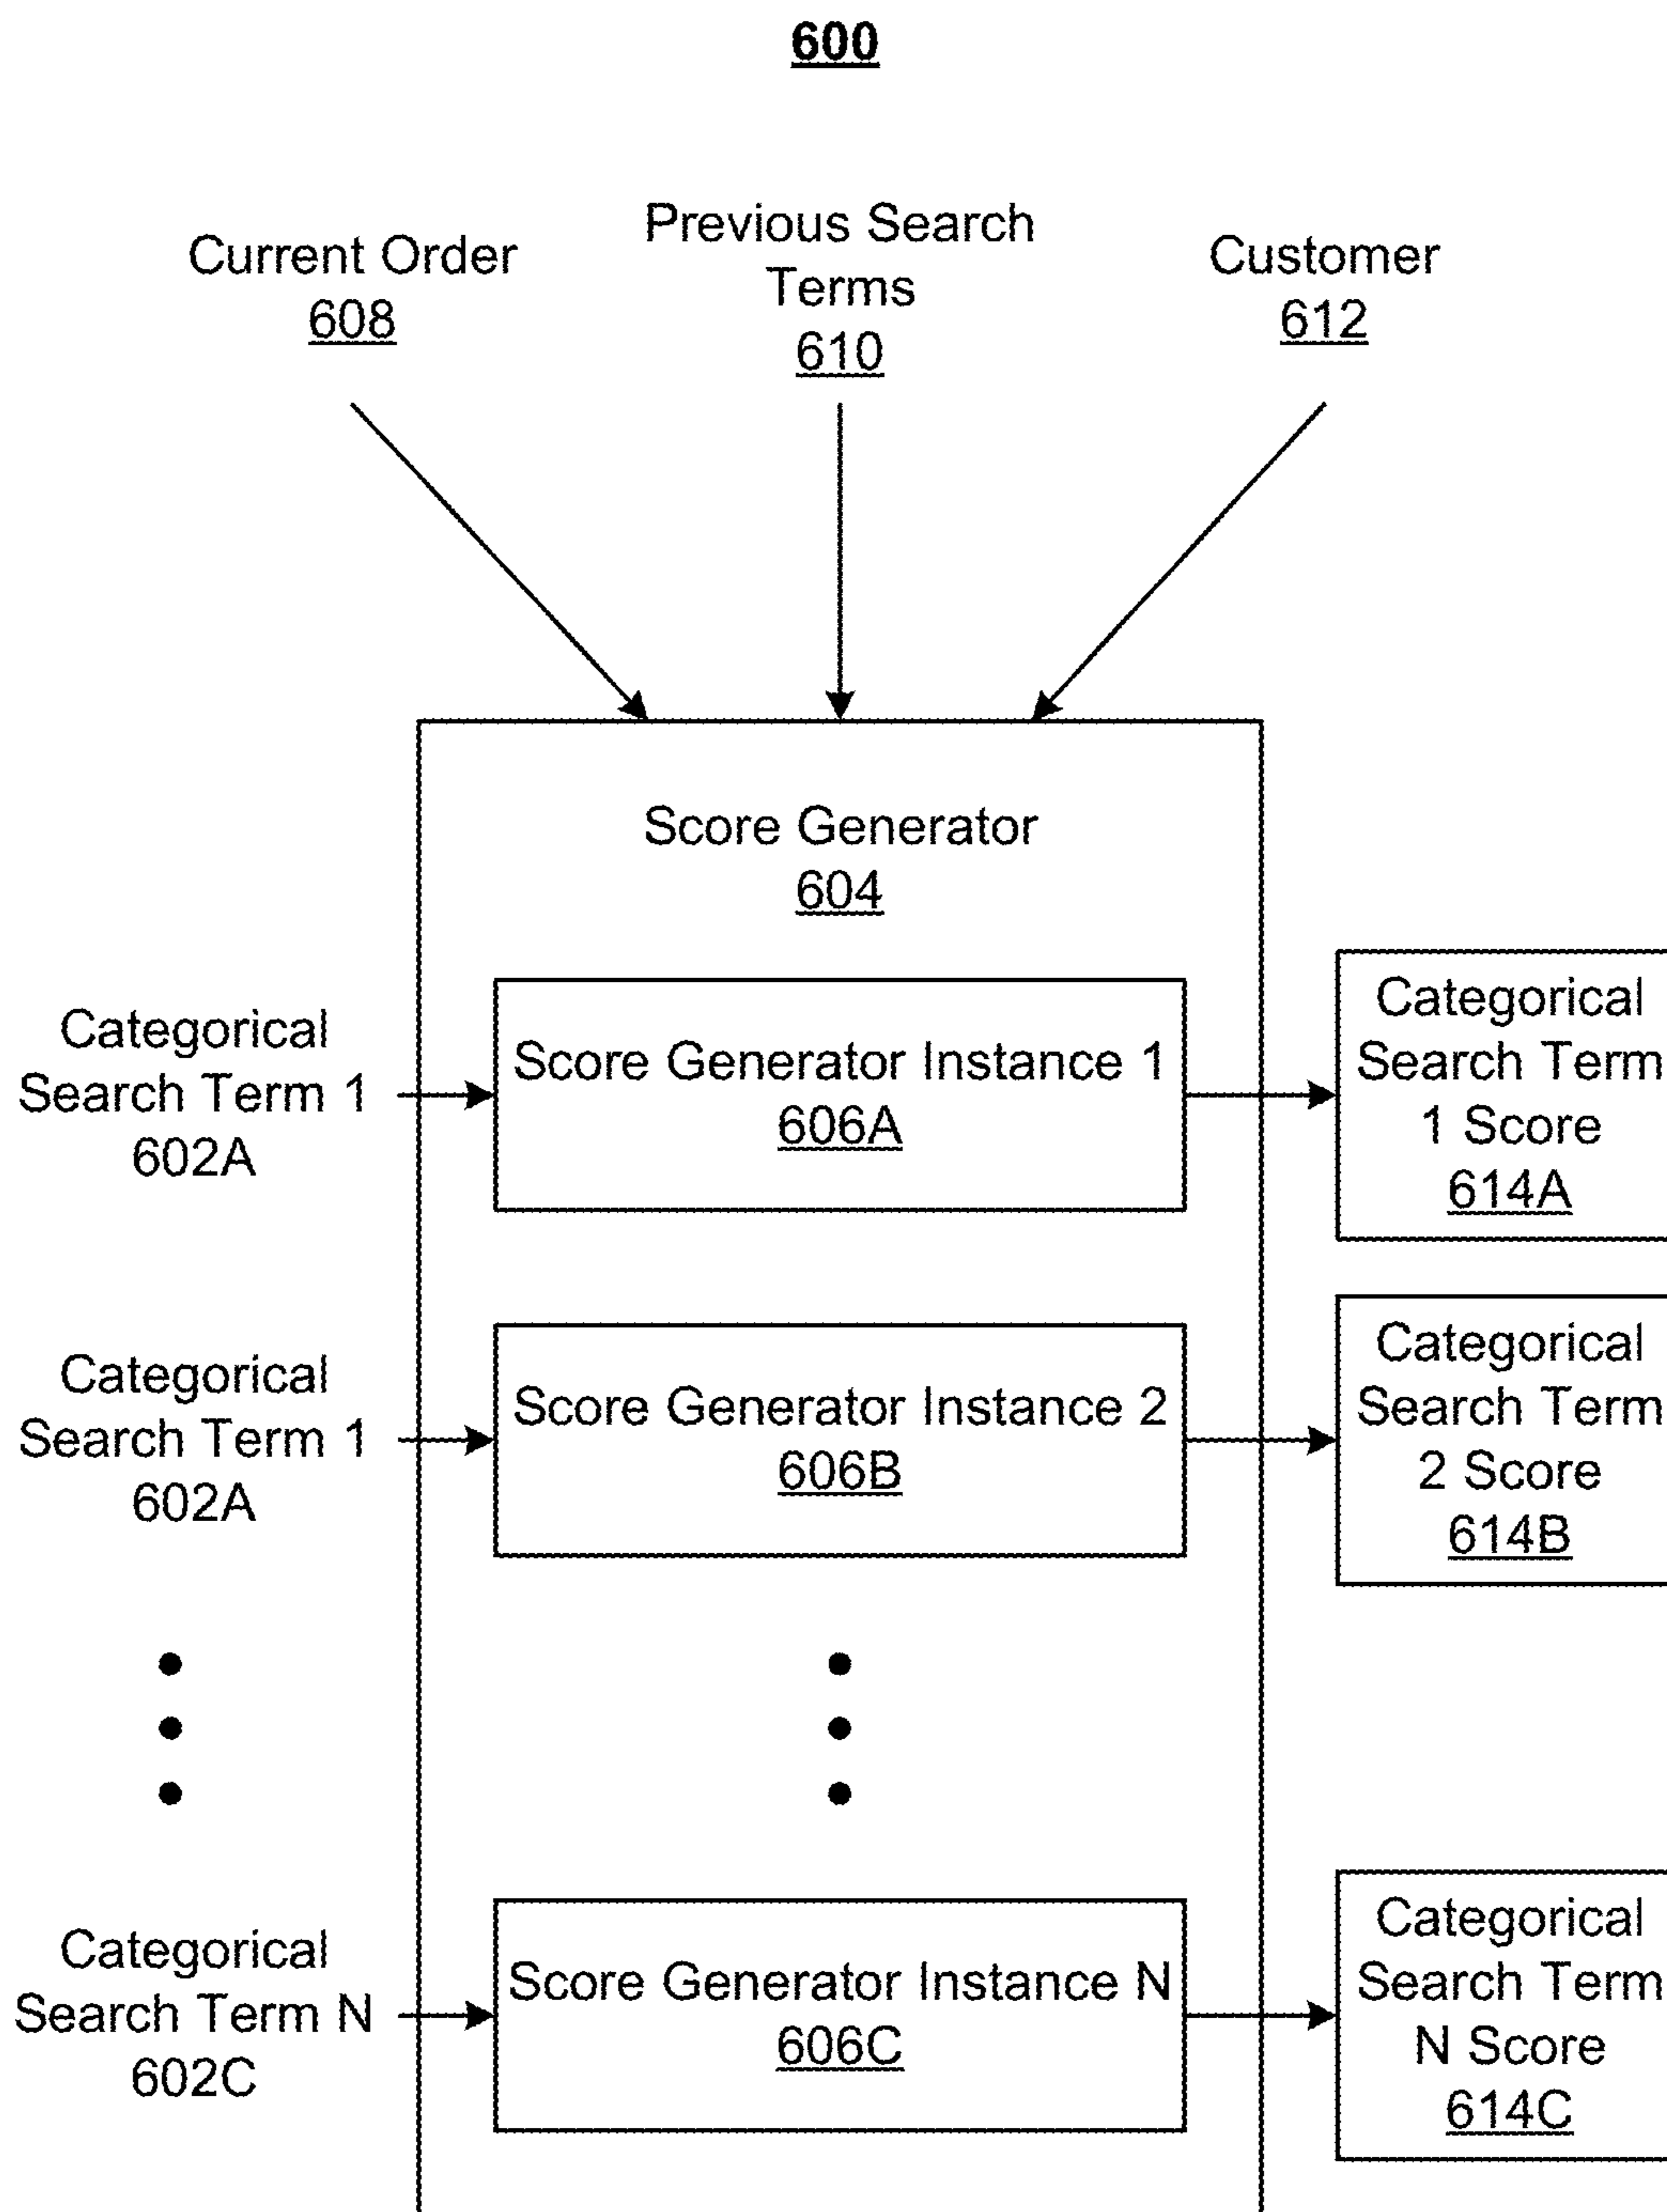 600
Current Order
608
Previous Search
Terms
610
Customer
612
Score Generator
604
Categorical
Search Term 1
602A
Score Generator Instance 1
606A
Categorical
Search Term
1 Score
614A
Categorical
Search Term 1
602A
Score Generator Instance 2
606B
Categorical
Search Term
2 Score
614B
Categorical
Search Term N
602C
Score Generator Instance N
606C
Categorical
Search Term
N Score
614C